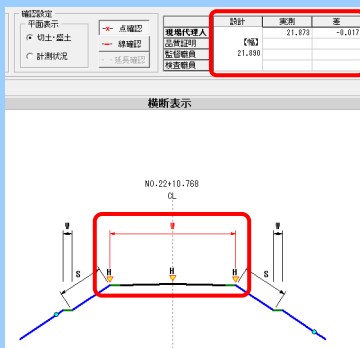 確認設定
平面表示
切土・盛土
計測状況
点確認
線確認
延長確認
設計 実測 差
現場代理人 21.873 -0.017
品質証明 【幅】
監督職員 21.890
検査職員
横断表示
NO.22+10.768
CL
W W W
H H H
S S